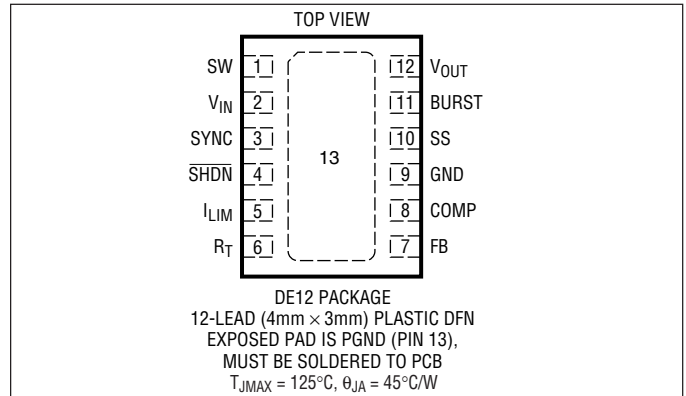 TOP VIEW
SW 1 12 VOUT
VIN 2 11 BURST
SYNC 3 10 SS
SHDN 4 9 GND
13
ILIM 5 8 COMP
RT 6 7 FB
DE12 PACKAGE
12-LEAD (4mm × 3mm) PLASTIC DFN
EXPOSED PAD IS PGND (PIN 13),
MUST BE SOLDERED TO PCB
TJMAX = 125°C, θJA = 45°C/W